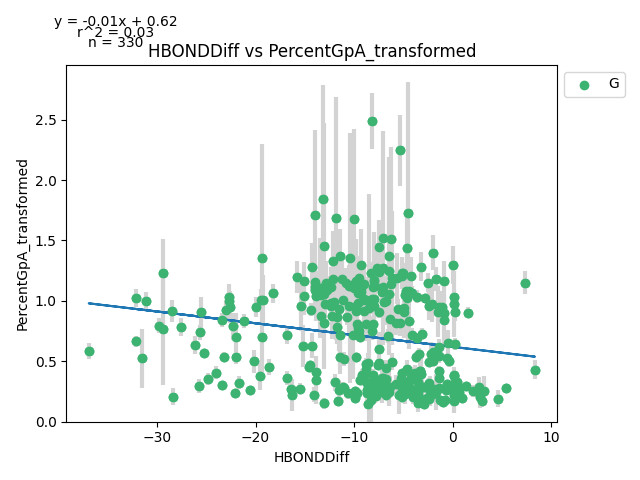 y = -0.01x + 0.62
r^2 = 0.03
n = 330
HBONDDiff vs PercentGpA_transformed
G
PercentGpA_transformed
2.5
2.0
1.5
1.0
0.5
0.0
−30 −20 −10 0 10
HBONDDiff